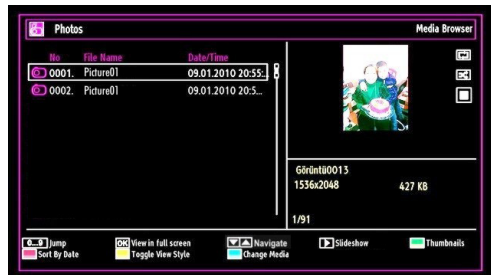 Photos
Media Browser
No File Name Date/Time
0001. Picture01 09.01.2010 20:55:..
0002. Picture01 09.01.2010 20:5...
Görüntü0013
1536x2048 427 KB
1/91
0...9 Jump OK View in full screen Navigate Slideshow Thumbnails
Sort By Date Toggle View Style Change Media